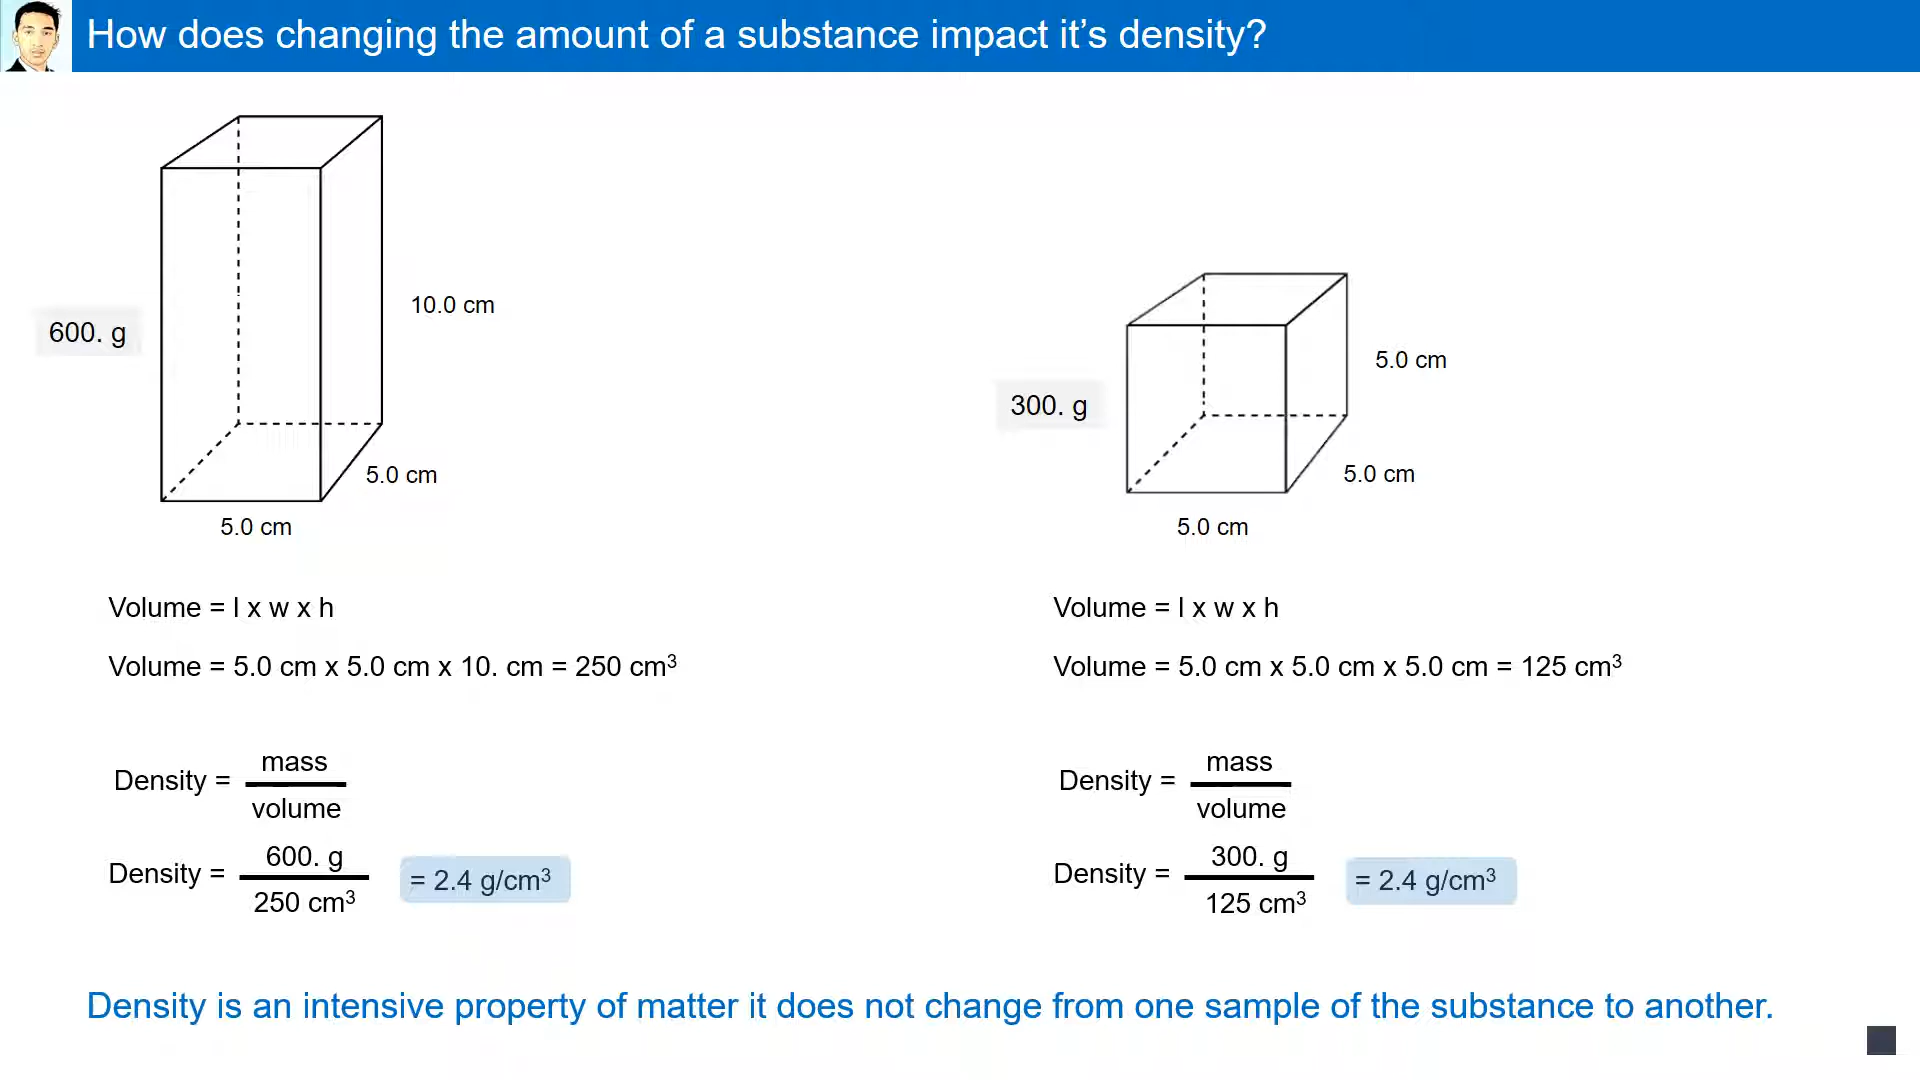 How does changing the amount of a substance impact it’s density?
600. g
10.0 cm
5.0 cm
5.0 cm
300. g
5.0 cm
5.0 cm
5.0 cm
Volume = l x w x h
Volume = 5.0 cm x 5.0 cm x 10. cm = 250 cm³
Density = mass
volume
Density = 600. g
250 cm³
= 2.4 g/cm³
Volume = l x w x h
Volume = 5.0 cm x 5.0 cm x 5.0 cm = 125 cm³
Density = mass
volume
Density = 300. g
125 cm³
= 2.4 g/cm³
Density is an intensive property of matter it does not change from one sample of the substance to another.